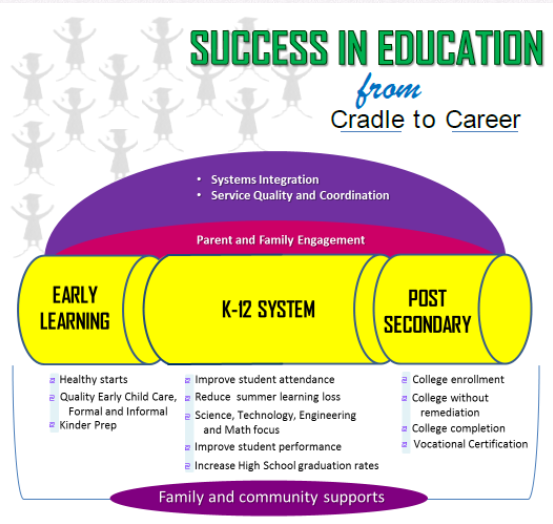 SUCCESS IN EDUCATION
from
Cradle to Career
• Systems Integration
• Service Quality and Coordination
Parent and Family Engagement
EARLY
LEARNING
K-12 SYSTEM
POST
SECONDARY
Healthy starts
Quality Early Child Care,
Formal and Informal
Kinder Prep
Improve student attendance
Reduce summer learning loss
Science, Technology, Engineering
and Math focus
Improve student performance
Increase High School graduation rates
College enrollment
College without
remediation
College completion
Vocational Certification
Family and community supports